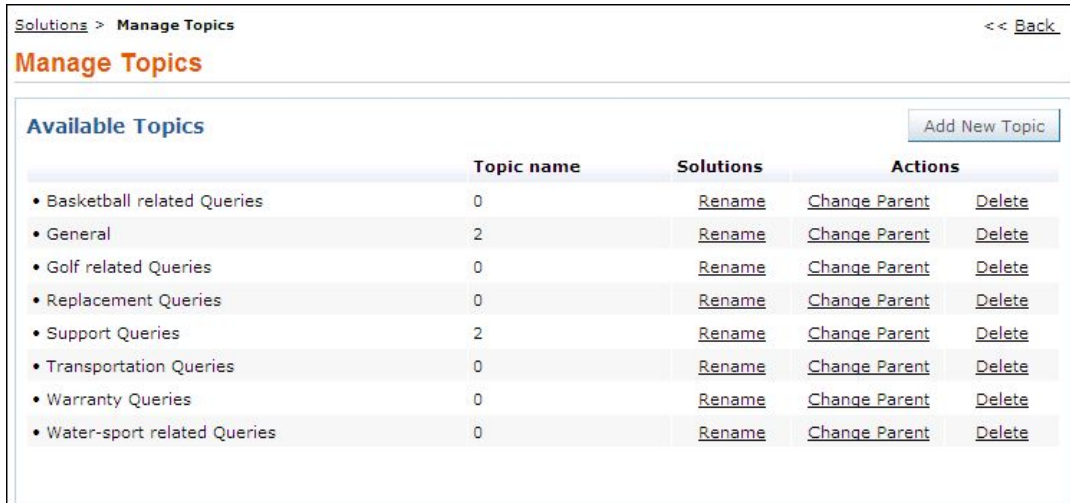 Solutions > Manage Topics << Back
Manage Topics
Available Topics Add New Topic
Topic name Solutions Actions
• Basketball related Queries 0 Rename Change Parent Delete
• General 2 Rename Change Parent Delete
• Golf related Queries 0 Rename Change Parent Delete
• Replacement Queries 0 Rename Change Parent Delete
• Support Queries 2 Rename Change Parent Delete
• Transportation Queries 0 Rename Change Parent Delete
• Warranty Queries 0 Rename Change Parent Delete
• Water-sport related Queries 0 Rename Change Parent Delete